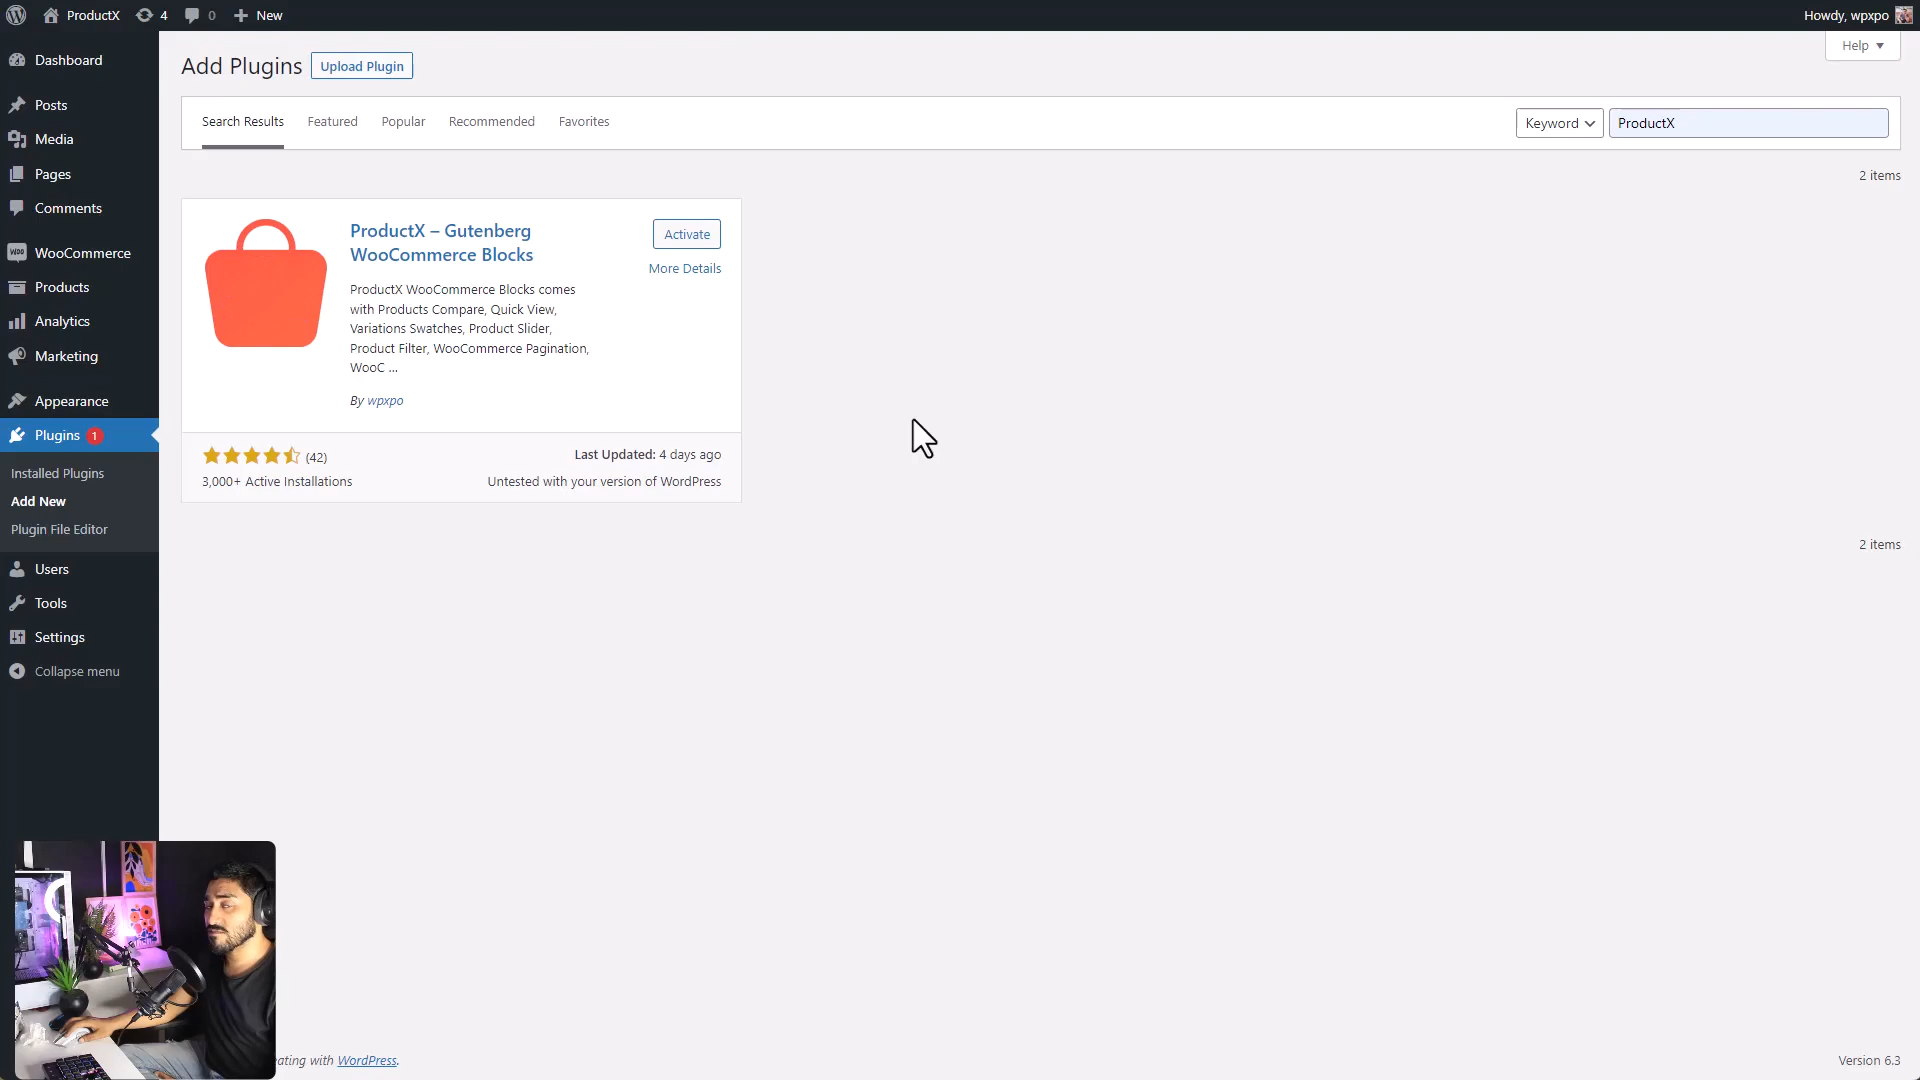 ProductX 4 0 New Howdy, wpxpo
Help
Dashboard
Posts
Media
Pages
Comments
WooCommerce
Products
Analytics
Marketing
Appearance
Plugins 1
Installed Plugins
Add New
Plugin File Editor
Users
Tools
Settings
Collapse menu
Add Plugins Upload Plugin
Search Results Featured Popular Recommended Favorites Keyword ProductX
2 items
ProductX – Gutenberg
WooCommerce Blocks
Activate
More Details
ProductX WooCommerce Blocks comes
with Products Compare, Quick View,
Variations Swatches, Product Slider,
Product Filter, WooCommerce Pagination,
WooC ...
By wpxpo
(42) Last Updated: 4 days ago
3,000+ Active Installations Untested with your version of WordPress
2 items
eating with WordPress. Version 6.3